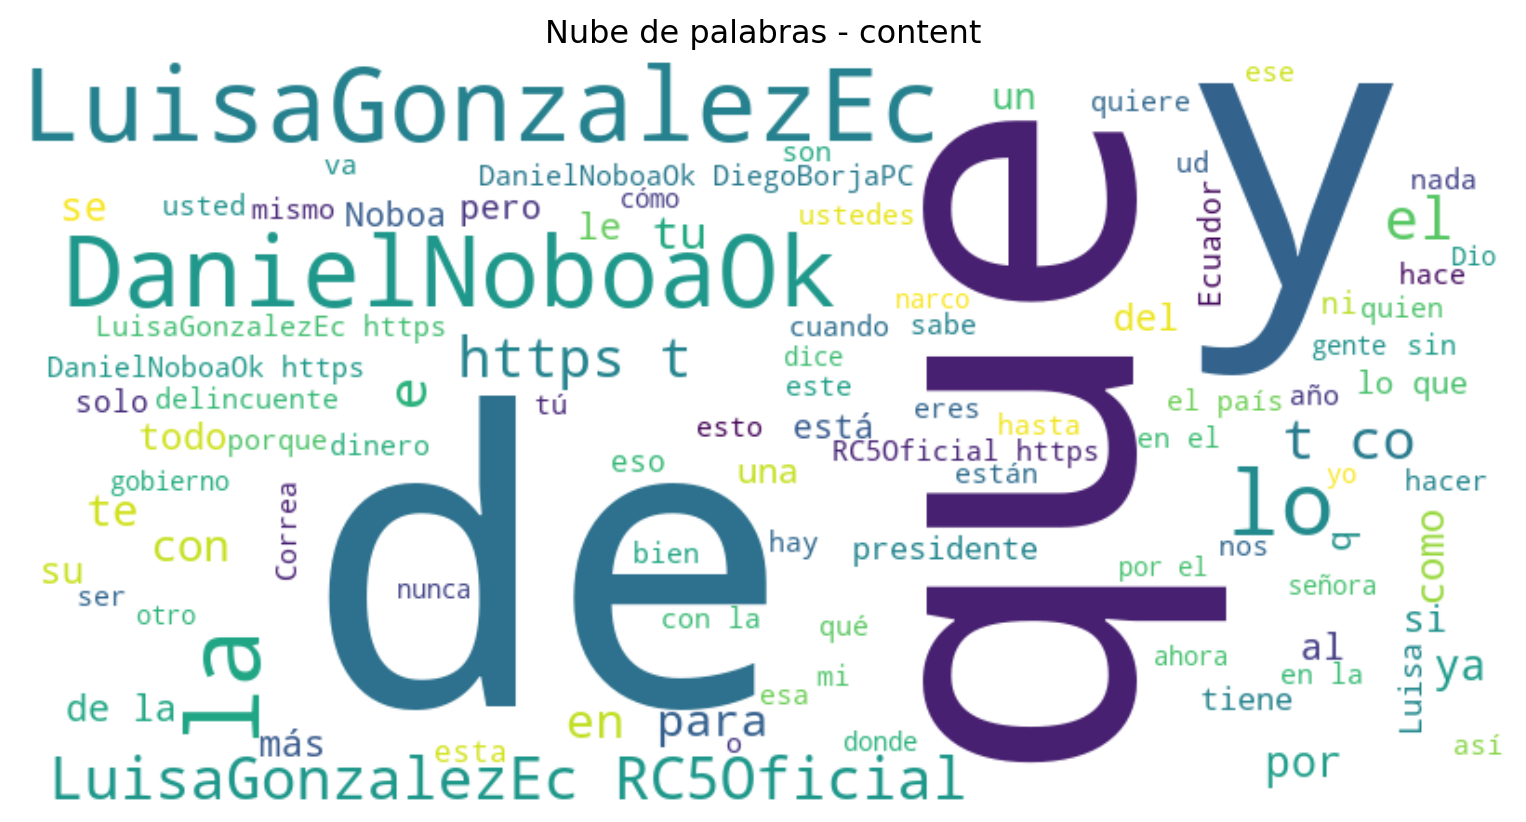 Nube de palabras - content
LuisaGonzalezEc
que
y
ese
un
quiere
va
son
DanielNoboaOk DiegoBorjaPC
ud
nada
se
usted
mismo
Noboa
pero
cómo
le
tu
ustedes
Ecuador
el
Dio
DanielNoboaOk
hace
narco
del
ni
quien
LuisaGonzalezEc https
cuando
sabe
https t
dice
gente
sin
DanielNoboaOk https
este
el país
año
lo que
solo
delincuente
e
de
tú
eres
esto
está
hasta
en el
t co
todo
porque
dinero
RC5Oficial https
eso
una
están
yo
hacer
gobierno
lo
te
Correa
con
bien
hay
presidente
q
nos
como
su
ser
nunca
por el
señora
otro
con la
qué
si
la
ahora
al
en la
Luisa
ya
mi
esa
tiene
de la
en
para
más
o
esta
donde
así
LuisaGonzalezEc RC5Oficial
por